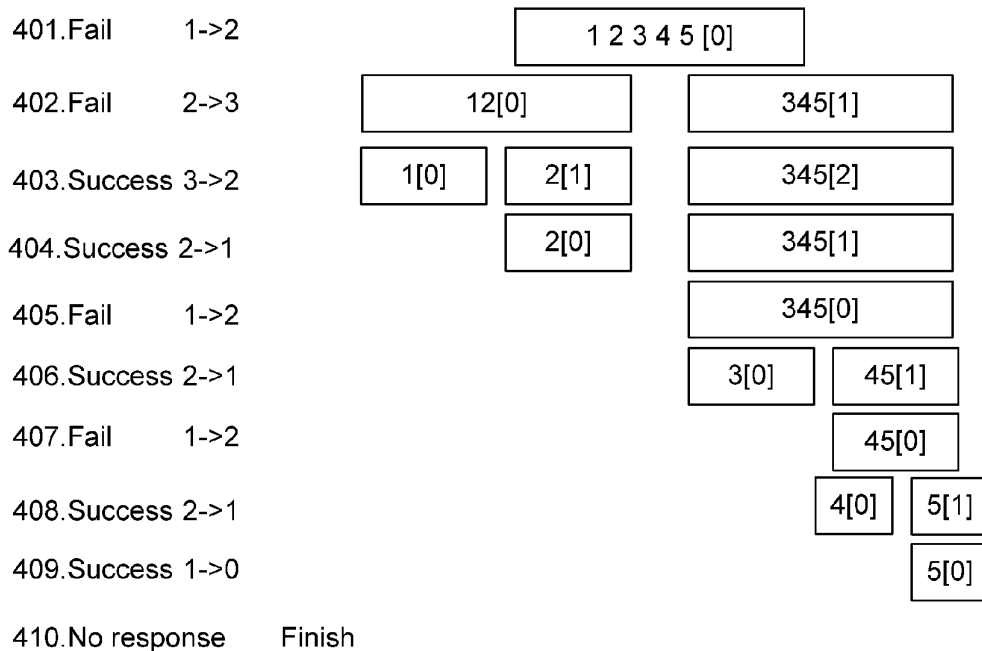 401.Fail 1->2 1 2 3 4 5 [0]
402.Fail 2->3 12[0] 345[1]
403.Success 3->2 1[0] 2[1] 345[2]
404.Success 2->1 2[0] 345[1]
405.Fail 1->2 345[0]
406.Success 2->1 3[0] 45[1]
407.Fail 1->2 45[0]
408.Success 2->1 4[0] 5[1]
409.Success 1->0 5[0]
410.No response Finish